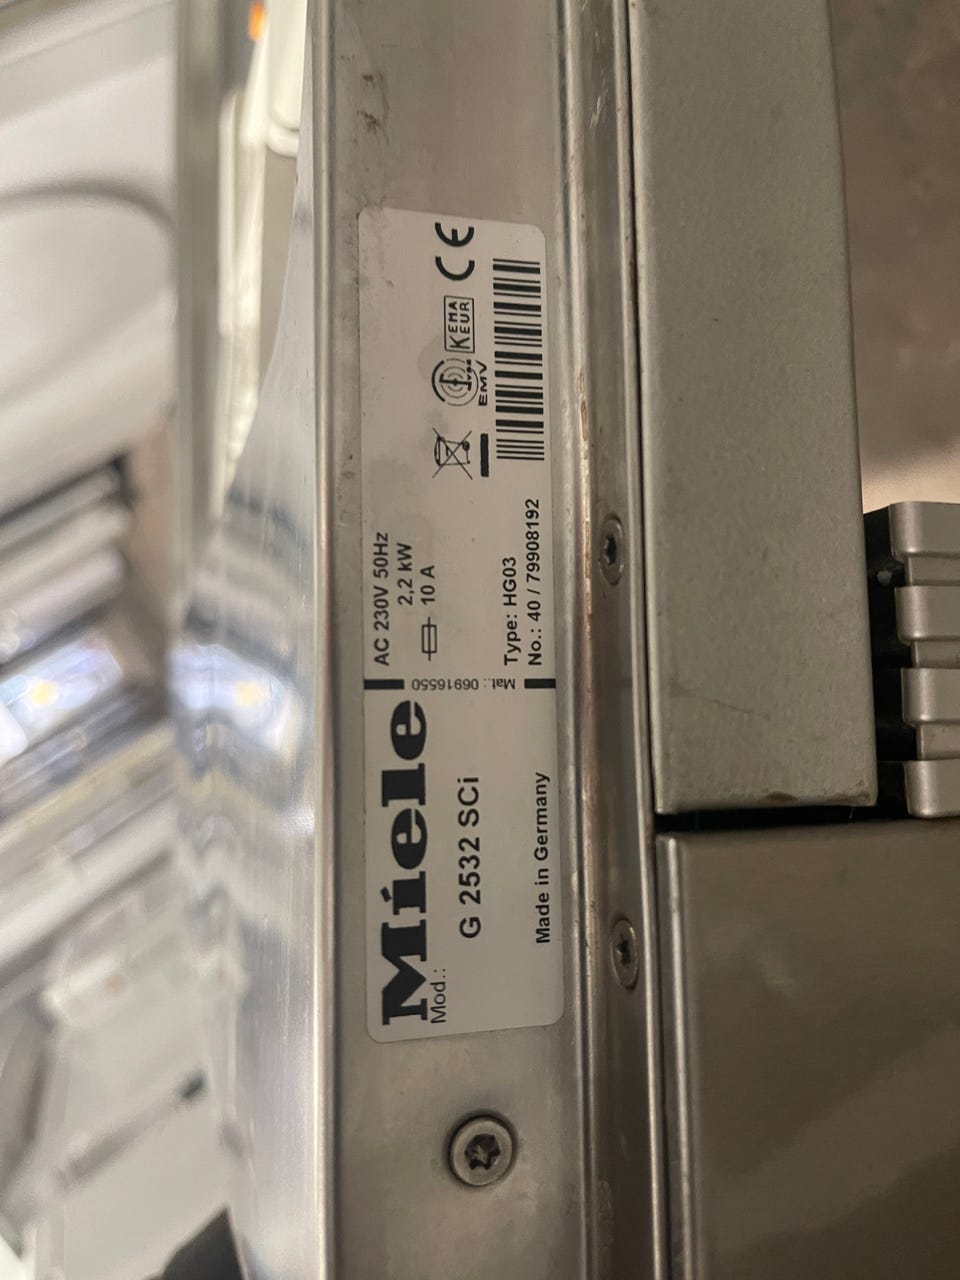 Miele
Mod.:
G 2532 SCi
Made in Germany
Mat.: 06916550
AC 230V 50Hz
2,2 kW
10 A
Type: HG03
No.: 40 / 79908192
EMV
KEMA
KEUR
CE